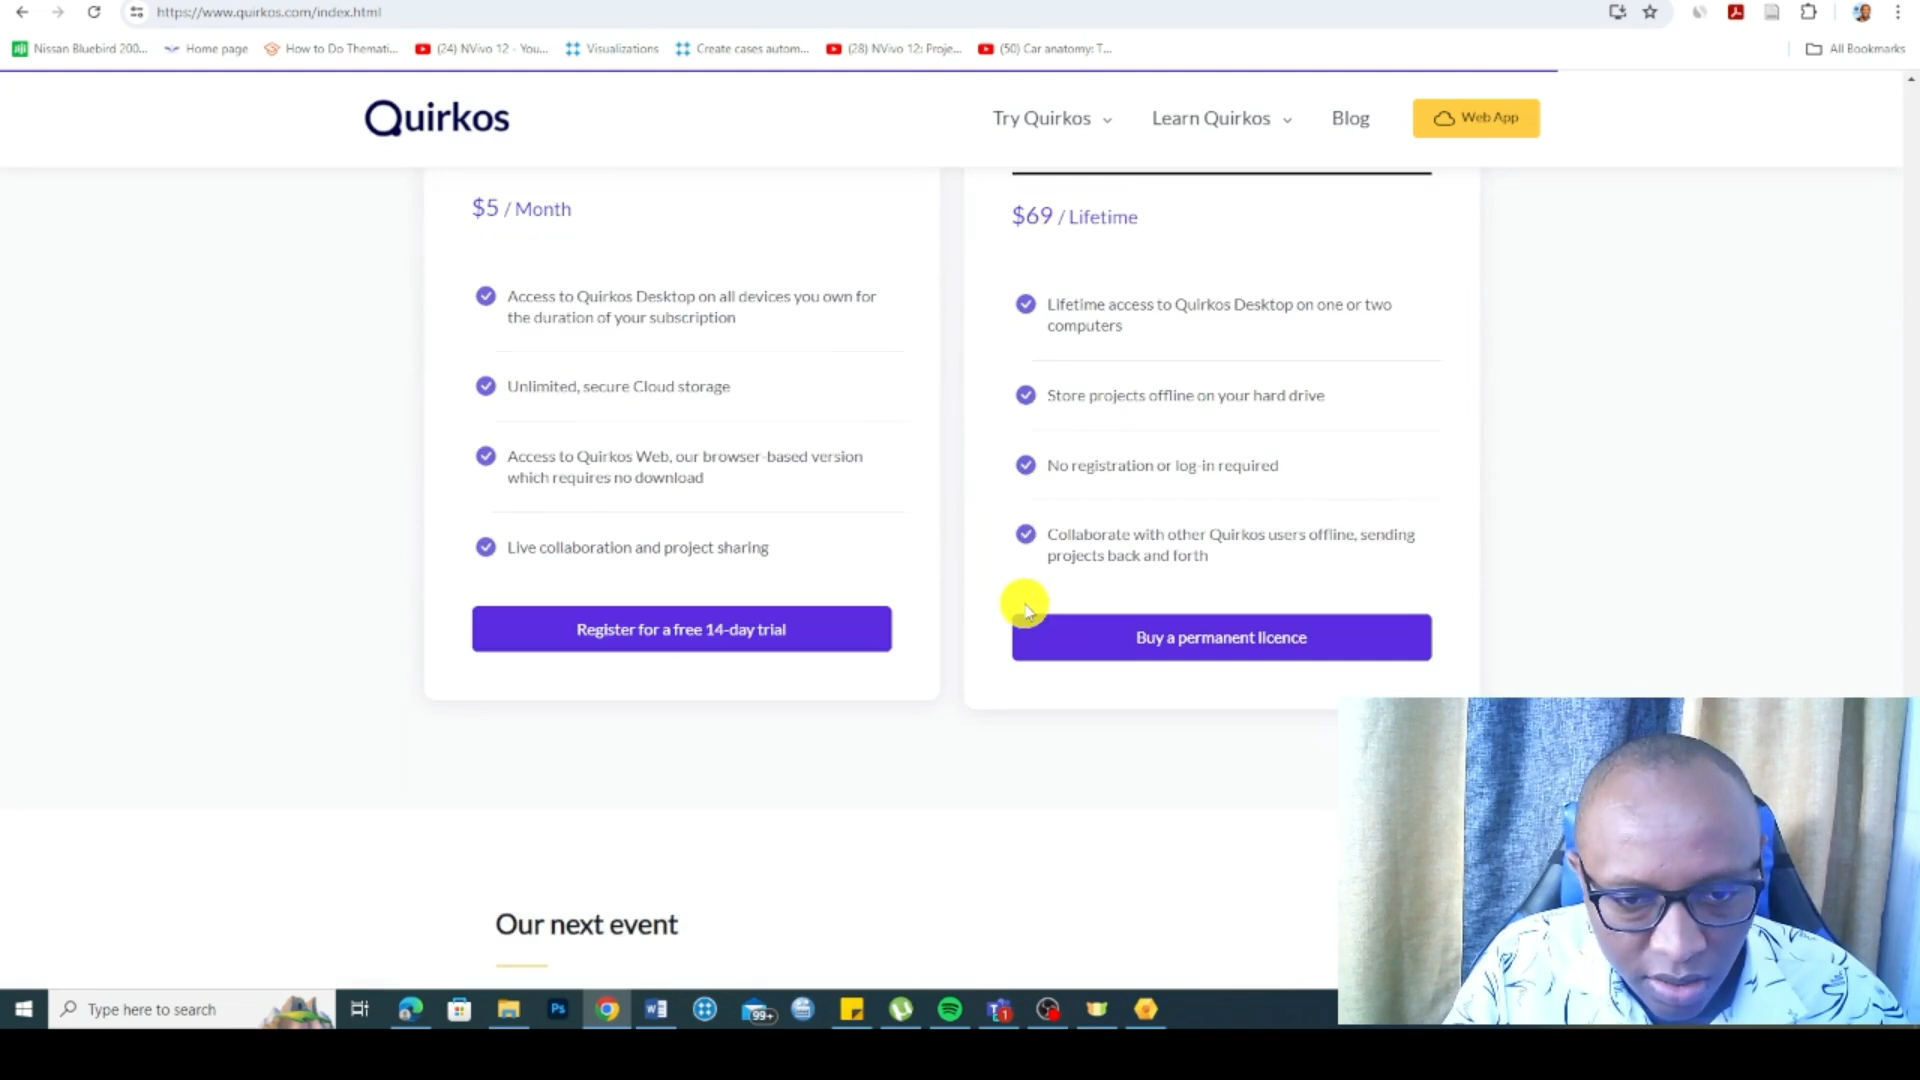 https://www.quirkos.com/index.html
Nissan Bluebird 200... Home page How to Do Themati... (24) NVivo 12 - You... Visualizations Create cases autom... (28) NVivo 12: Proje... (50) Car anatomy: T... All Bookmarks
Quirkos Try Quirkos Learn Quirkos Blog Web App
$5 / Month
Access to Quirkos Desktop on all devices you own for
the duration of your subscription
Unlimited, secure Cloud storage
Access to Quirkos Web, our browser-based version
which requires no download
Live collaboration and project sharing
Register for a free 14-day trial
$69 / Lifetime
Lifetime access to Quirkos Desktop on one or two
computers
Store projects offline on your hard drive
No registration or log-in required
Collaborate with other Quirkos users offline, sending
projects back and forth
Buy a permanent licence
Our next event
Type here to search
Ps
99+
1